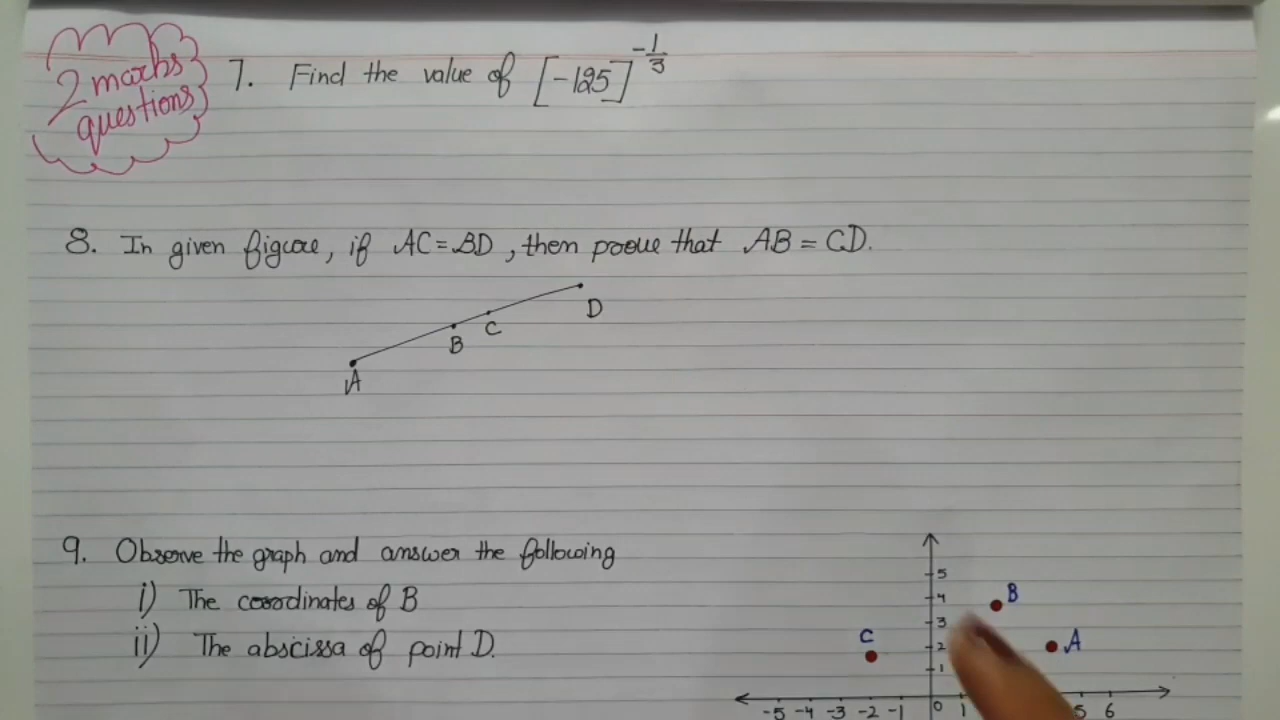 2 marks
questions
7. Find the value of [-125]^-1/3
8. In given figure, if AC = BD, then prove that AB = CD.
D
C
B
A
9. Observe the graph and answer the following
i) The coordinates of B
ii) The abscissa of point D.
5
4 B
3
C 2 A
1
-5 -4 -3 -2 -1 0 1 5 6